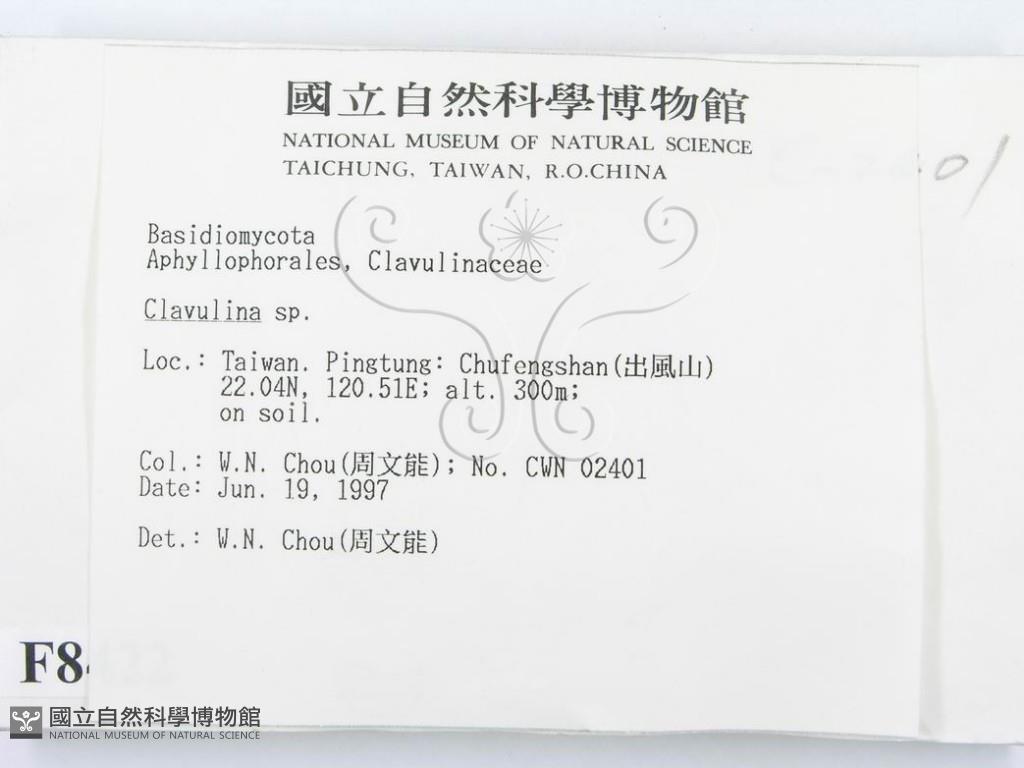 國立自然科學博物館
NATIONAL MUSEUM OF NATURAL SCIENCE
TAICHUNG, TAIWAN, R.O.CHINA
Basidiomycota
Aphyllophorales, Clavulinaceae
Clavulina sp.
Loc.: Taiwan. Pingtung: Chufengshan(出風山)
22.04N, 120.51E; alt. 300m;
on soil.
Col.: W.N. Chou(周文能); No. CWN 02401
Date: Jun. 19, 1997
Det.: W.N. Chou(周文能)
國立自然科學博物館
NATIONAL MUSEUM OF NATURAL SCIENCE